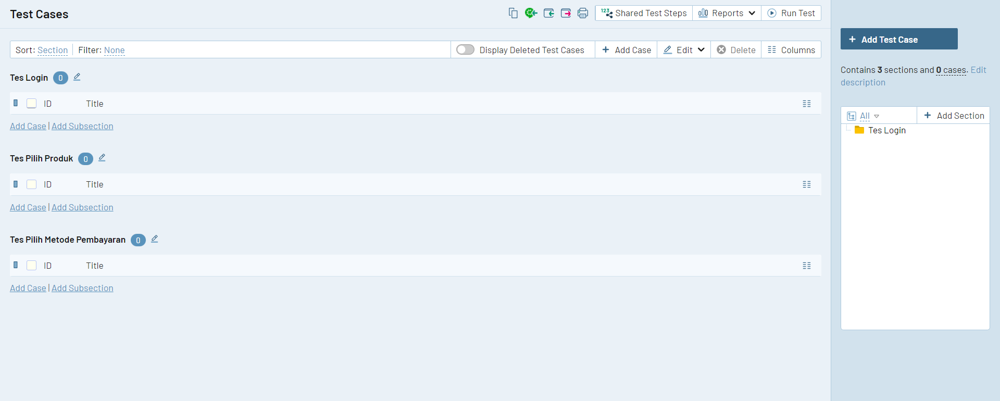 Test Cases
123 Shared Test Steps Reports Run Test
Sort: Section Filter: None Display Deleted Test Cases + Add Case Edit Delete Columns
Tes Login 0
ID Title
Add Case | Add Subsection
Tes Pilih Produk 0
ID Title
Add Case | Add Subsection
Tes Pilih Metode Pembayaran 0
ID Title
Add Case | Add Subsection
+ Add Test Case
Contains 3 sections and 0 cases. Edit
description
All + Add Section
Tes Login